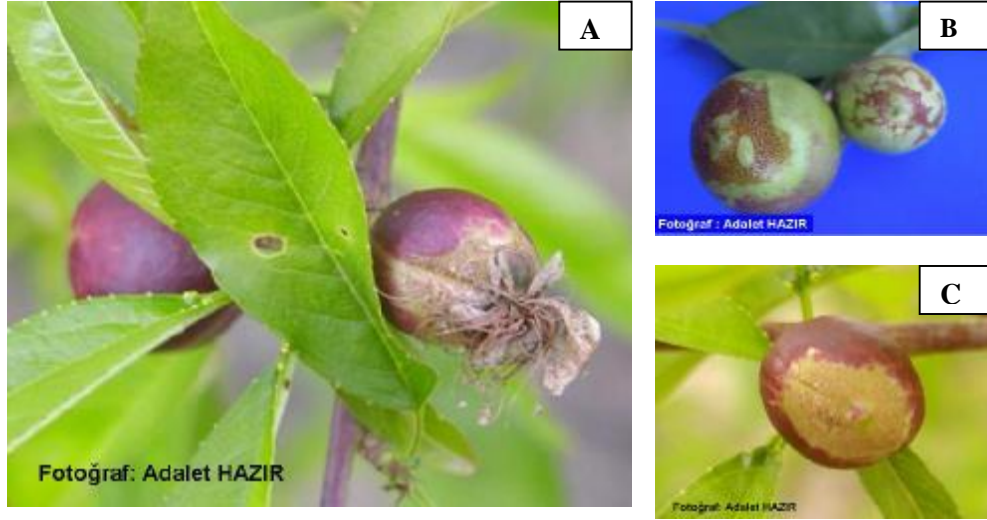 A
Fotoğraf: Adalet HAZIR
B
Fotoğraf : Adalet HAZIR
C
Fotoğraf: Adalet HAZIR